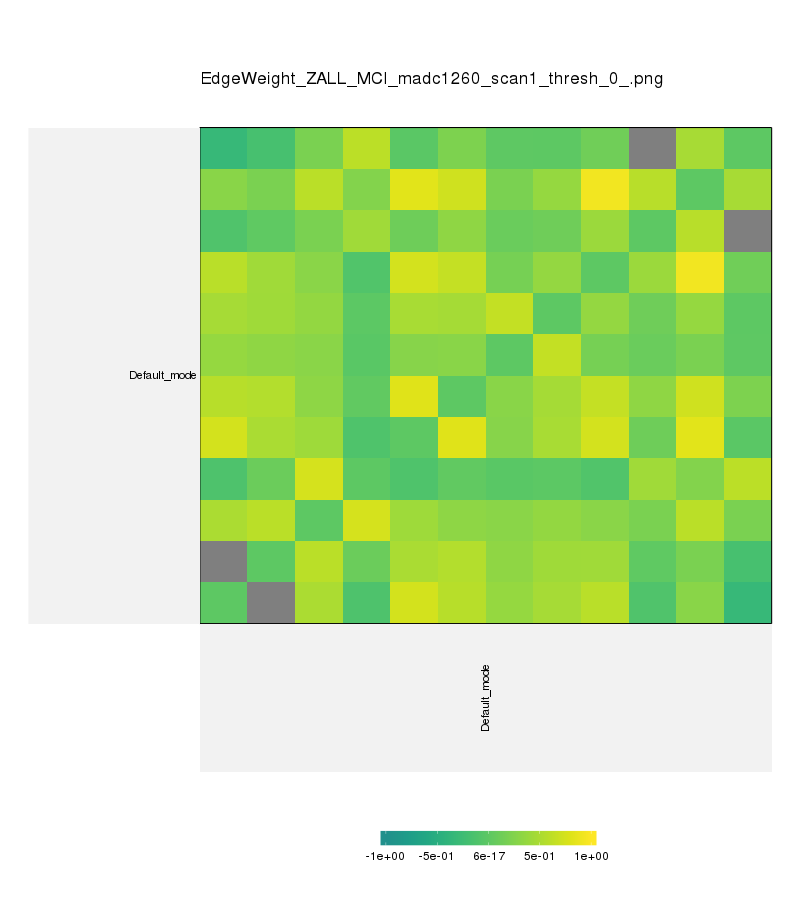 EdgeWeight_ZALL_MCI_madc1260_scan1_thresh_0_.png
Default_mode
Default_mode
-1e+00 -5e-01 6e-17 5e-01 1e+00